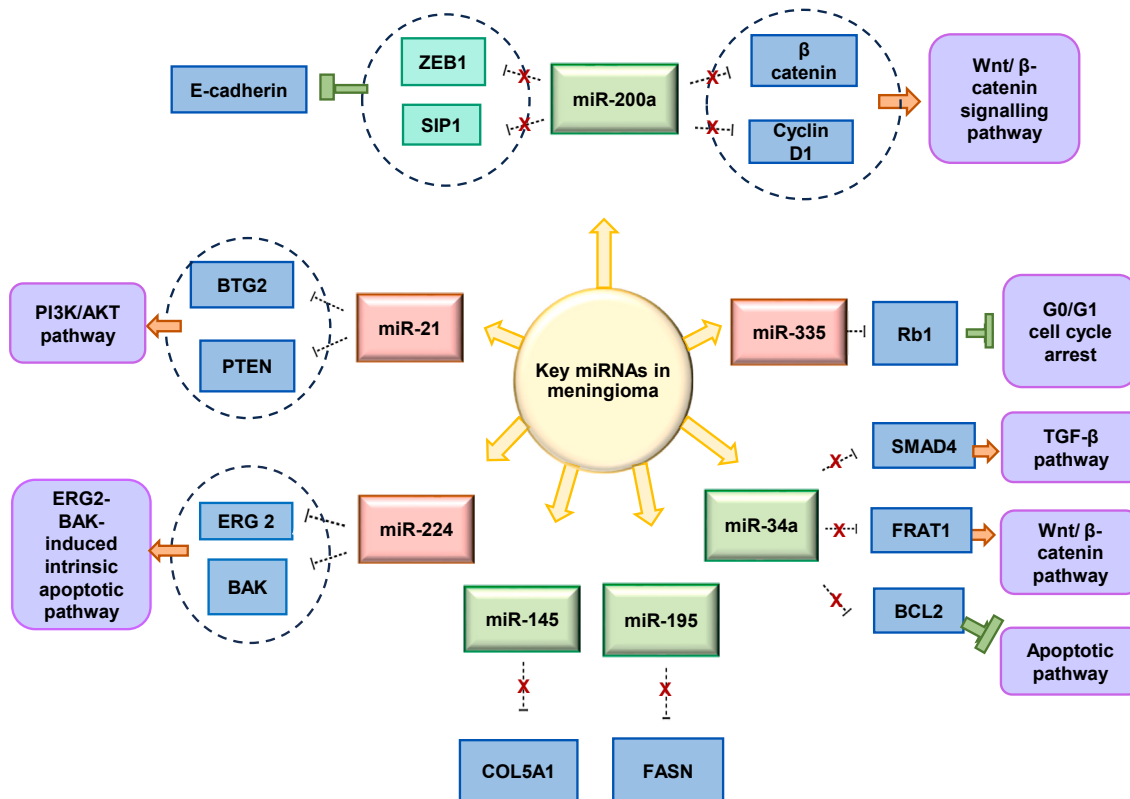 E-cadherin
ZEB1
SIP1
miR-200a
β
catenin
Cyclin
D1
Wnt/ β-
catenin
signalling
pathway
PI3K/AKT
pathway
BTG2
PTEN
miR-21
Key miRNAs in
meningioma
miR-335
Rb1
G0/G1
cell cycle
arrest
ERG2-
BAK-
induced
intrinsic
apoptotic
pathway
ERG 2
BAK
miR-224
miR-34a
SMAD4
TGF-β
pathway
FRAT1
Wnt/ β-
catenin pathway
BCL2
Apoptotic
pathway
miR-145
miR-195
X
X
X
X
X
X
X
X
X
COL5A1
FASN